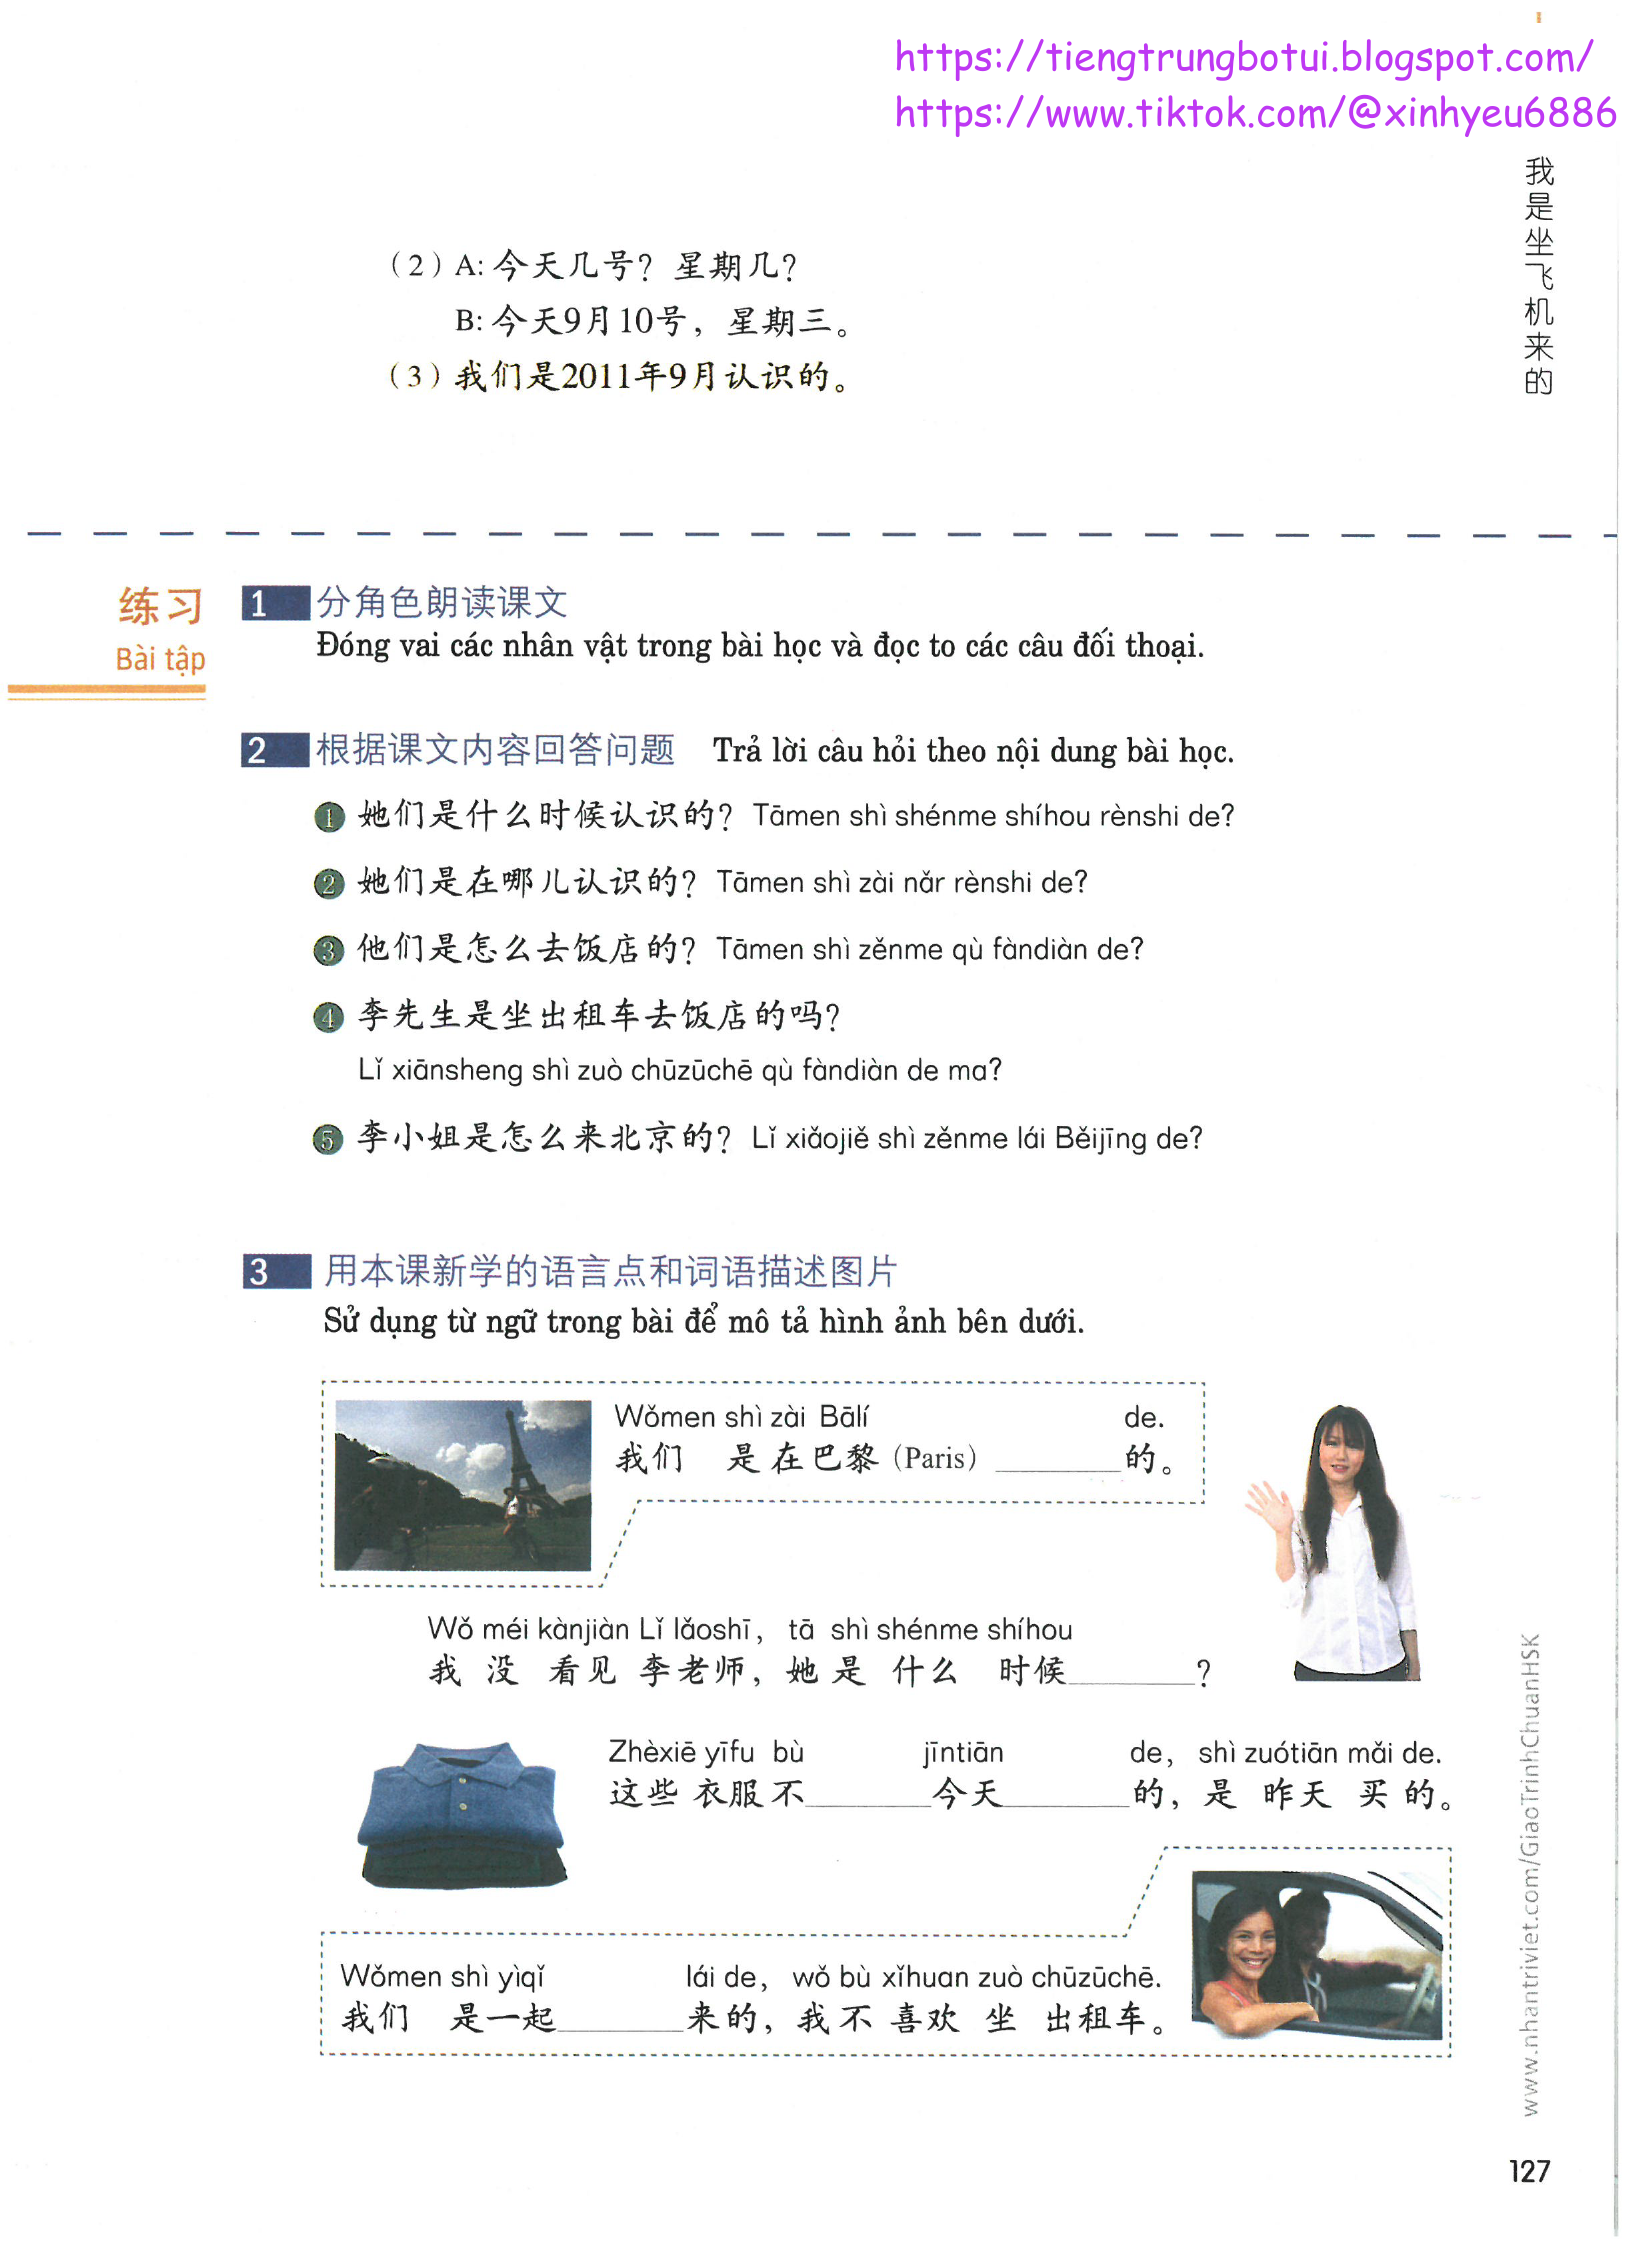 https://tiengtrungbotui.blogspot.com/
https://www.tiktok.com/@xinhyeu6886
我是坐飞机来的
（2）A: 今天几号？星期几？
B: 今天9月10号，星期三。
（3）我们是2011年9月认识的。
练习
Bài tập
1 分角色朗读课文
Đóng vai các nhân vật trong bài học và đọc to các câu đối thoại.
2 根据课文内容回答问题 Trả lời câu hỏi theo nội dung bài học.
1 她们是什么时候认识的？Tāmen shì shénme shíhou rènshi de?
2 她们是在哪儿认识的？Tāmen shì zài nǎr rènshi de?
3 他们是怎么去饭店的？Tāmen shì zěnme qù fàndiàn de?
4 李先生是坐出租车去饭店的吗？
Lǐ xiānsheng shì zuò chūzūchē qù fàndiàn de ma?
5 李小姐是怎么来北京的？Lǐ xiǎojiě shì zěnme lái Běijīng de?
3 用本课新学的语言点和词语描述图片
Sử dụng từ ngữ trong bài để mô tả hình ảnh bên dưới.
Wǒmen shì zài Bālí de.
我们 是在巴黎（Paris）________的。
Wǒ méi kànjiàn Lǐ lǎoshī, tā shì shénme shíhou
我 没 看见 李老师，她是 什么 时候________？
Zhèxiē yīfu bù jīntiān de, shì zuótiān mǎi de.
这些 衣服不________今天________的，是 昨天 买 的。
Wǒmen shì yìqǐ lái de, wǒ bù xǐhuan zuò chūzūchē.
我们 是一起________来的，我不 喜欢 坐 出租车。
www.nhantriviet.com/GiaoTrinhChuanHSK
127